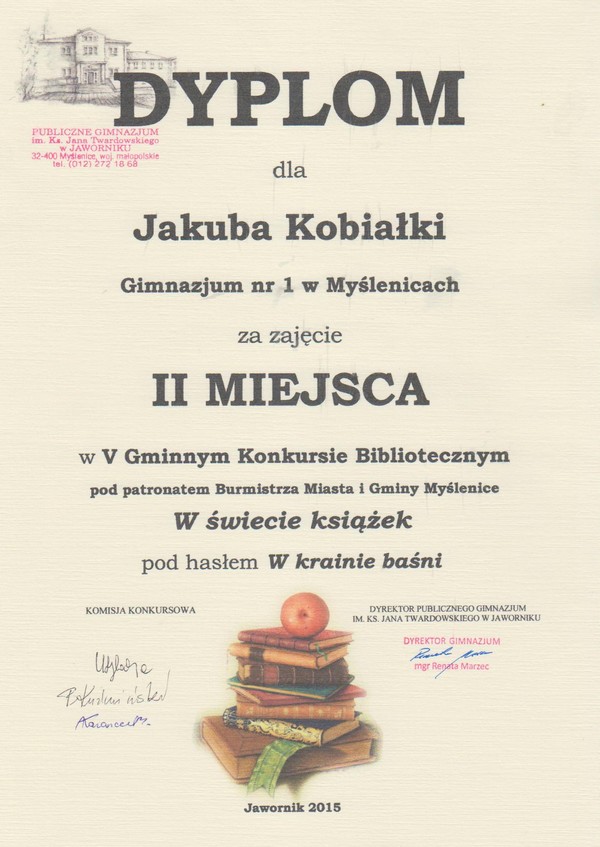 DYPLOM
PUBLICZNE GIMNAZJUM
im. Ks. Jana Twardowskiego
w JAWORNIKU
32-400 Myślenice, woj. małopolskie
tel. (012) 272 18 68
dla
Jakuba Kobiałki
Gimnazjum nr 1 w Myślenicach
za zajęcie
II MIEJSCA
w V Gminnym Konkursie Bibliotecznym
pod patronatem Burmistrza Miasta i Gminy Myślenice
W świecie książek
pod hasłem W krainie baśni
KOMISJA KONKURSOWA
DYREKTOR PUBLICZNEGO GIMNAZJUM
IM. KS. JANA TWARDOWSKIEGO W JAWORNIKU
DYREKTOR GIMNAZJUM
mgr Renata Marzec
Jawornik 2015